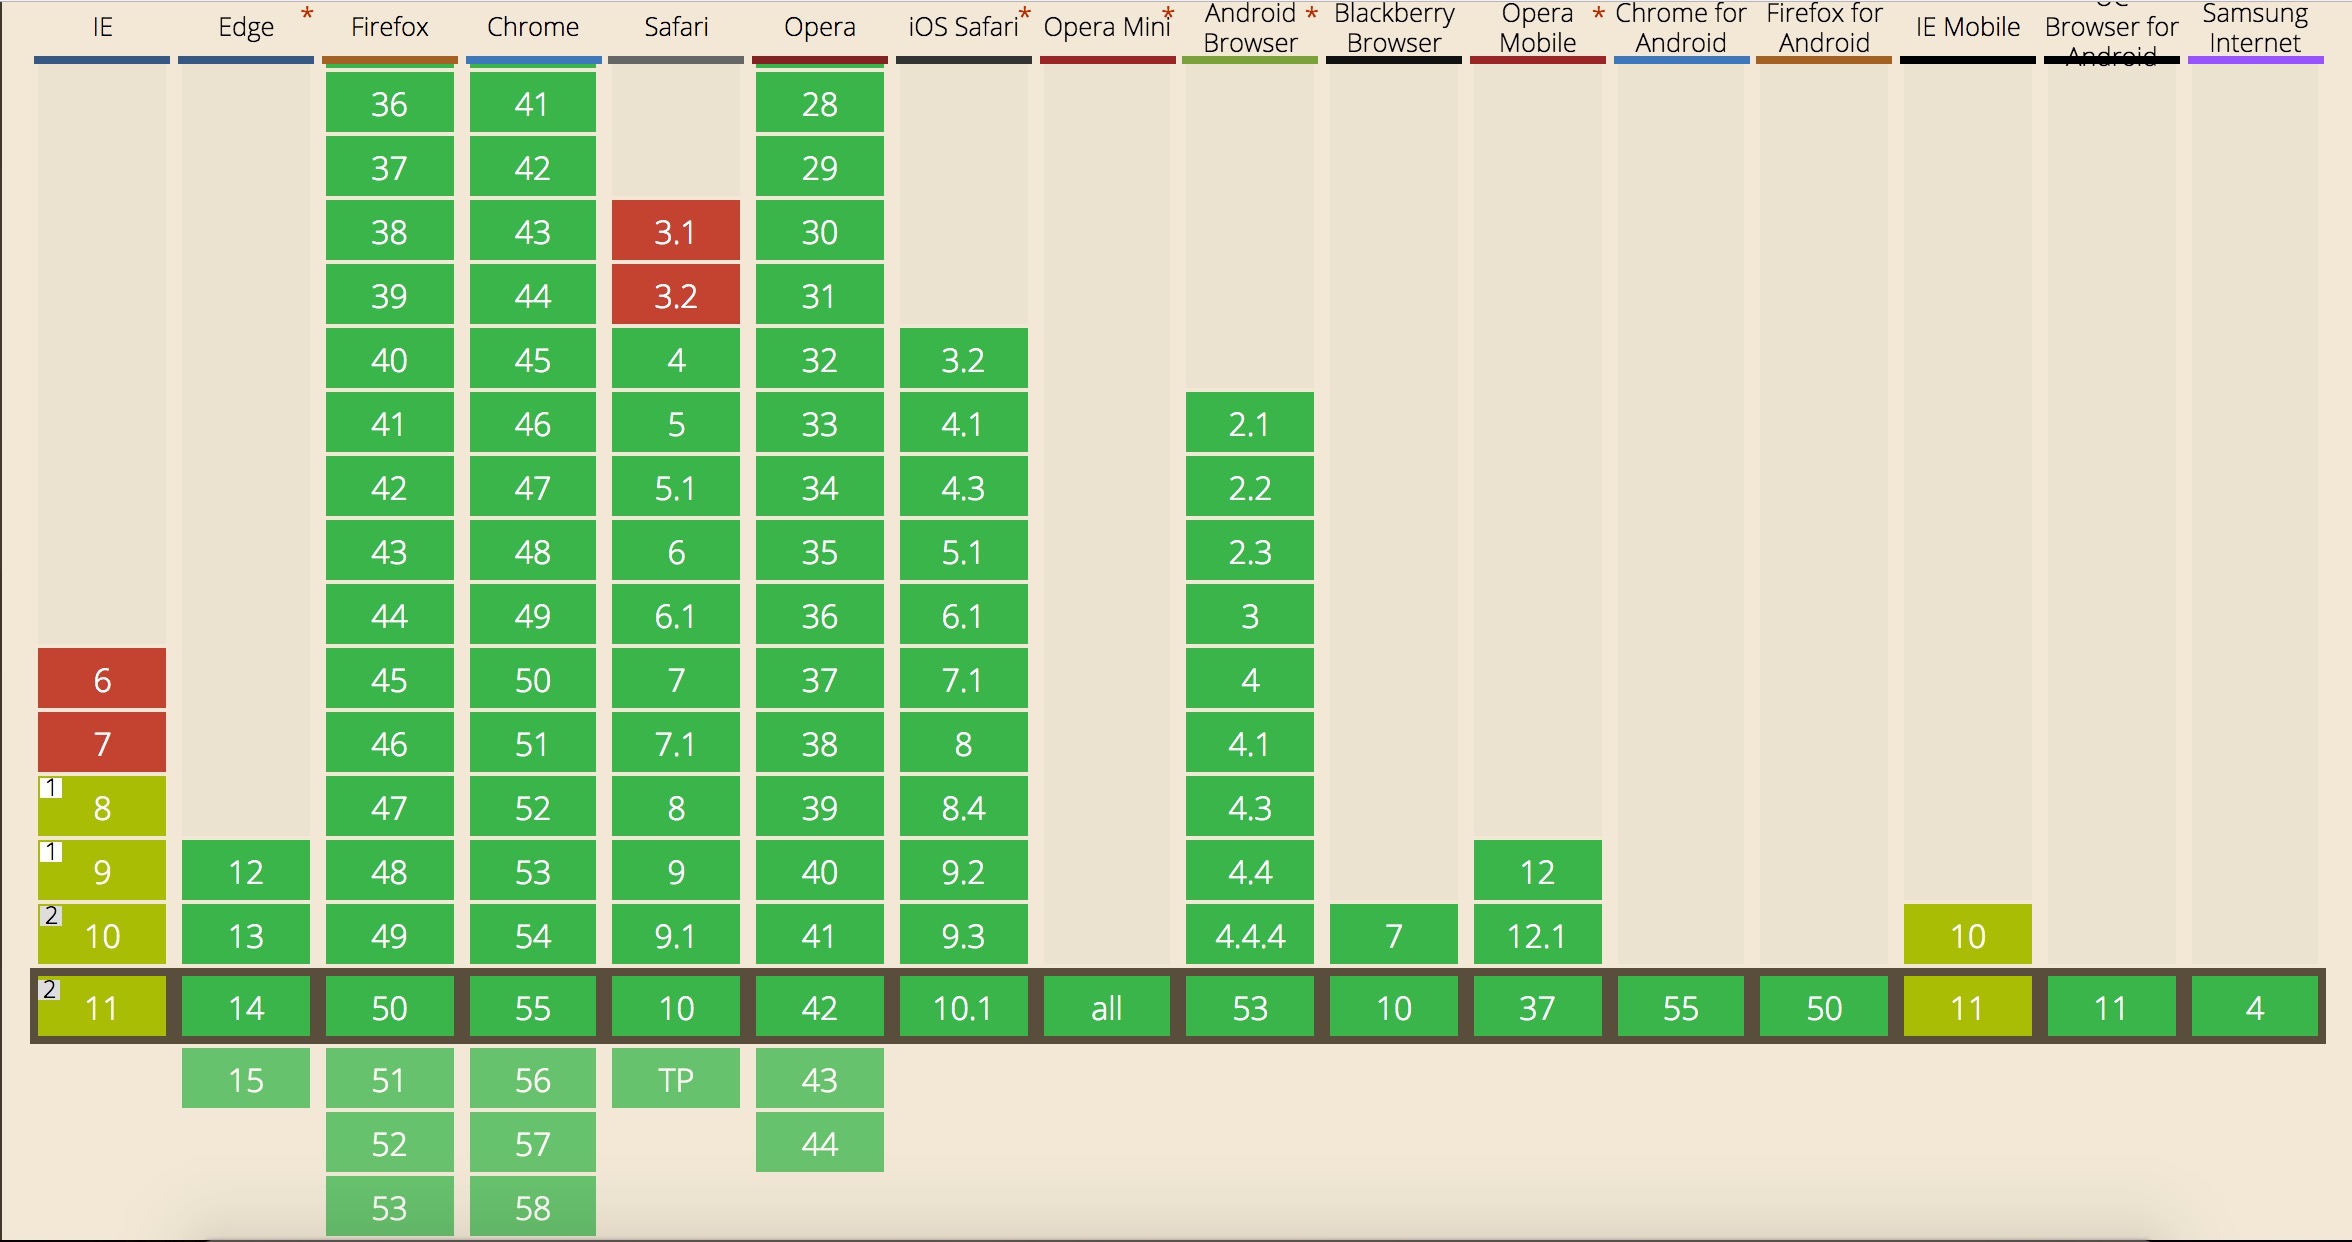 IE Edge * Firefox Chrome Safari Opera iOS Safari * Opera Mini * Android Browser * Blackberry Browser Opera Mobile * Chrome for Android Firefox for Android IE Mobile Browser for Android Samsung Internet
36 41 28
37 42 29
38 43 3.1 30
39 44 3.2 31
40 45 4 32 3.2
41 46 5 33 4.1 2.1
42 47 5.1 34 4.3 2.2
43 48 6 35 5.1 2.3
44 49 6.1 36 6.1 3
6 45 50 7 37 7.1 4
7 46 51 7.1 38 8 4.1
1 8 47 52 8 39 8.4 4.3
1 9 12 48 53 9 40 9.2 4.4 12
2 10 13 49 54 9.1 41 9.3 4.4.4 7 12.1 10
2 11 14 50 55 10 42 10.1 all 53 10 37 55 50 11 11 4
15 51 56 TP 43
52 57 44
53 58